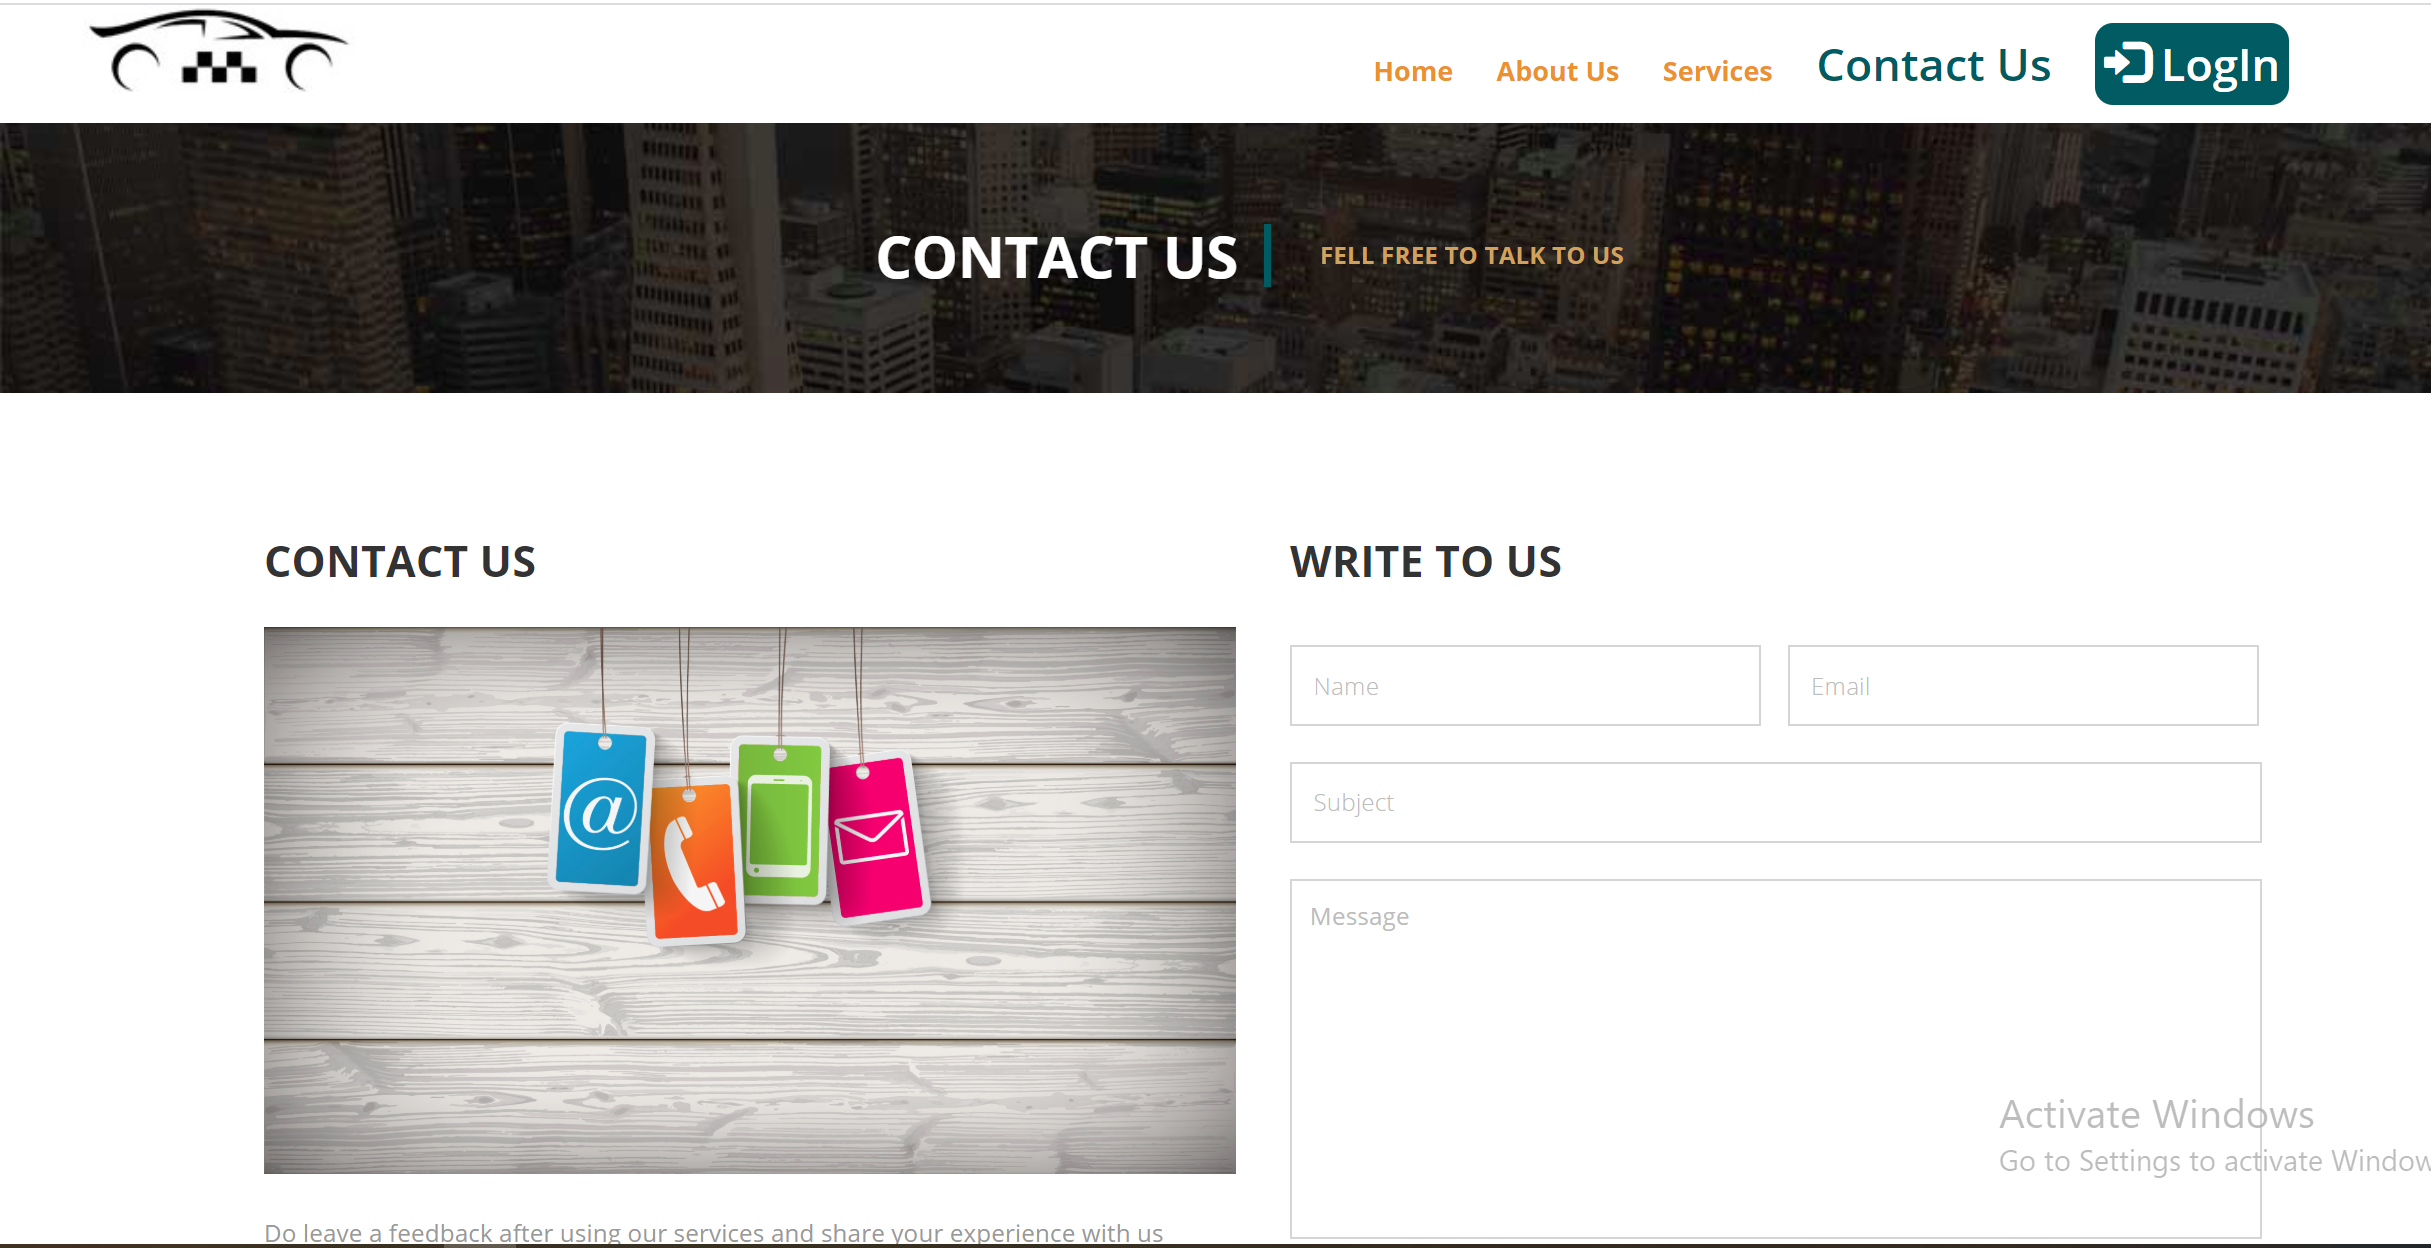 Home About Us Services Contact Us LogIn
CONTACT US FELL FREE TO TALK TO US
CONTACT US
WRITE TO US
Name
Email
Subject
@
Message
Activate Windows
Go to Settings to activate Window
Do leave a feedback after using our services and share your experience with us